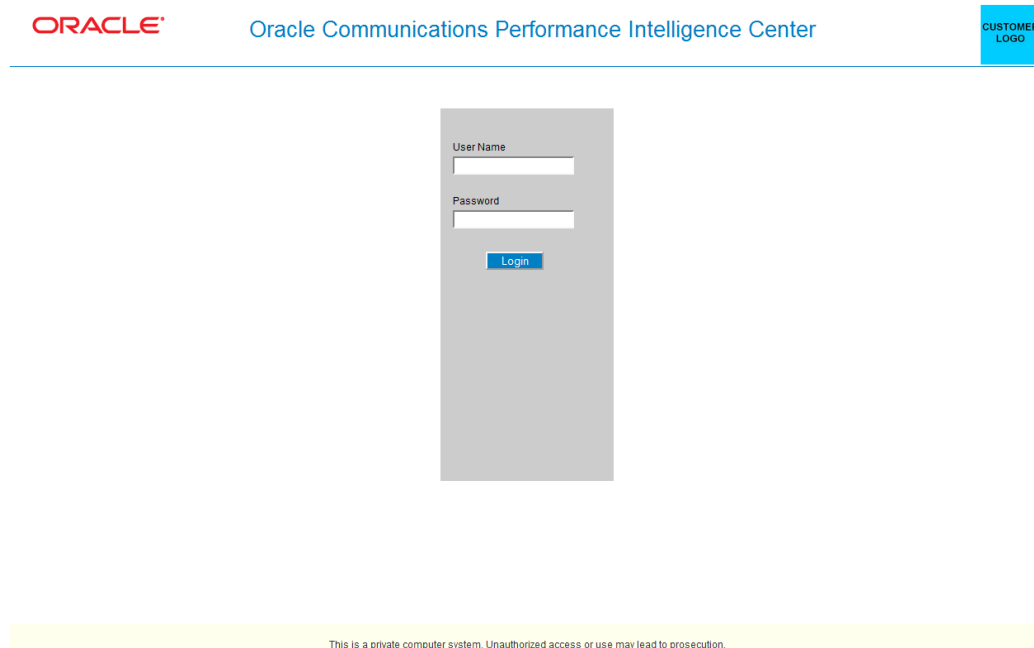 ORACLE
Oracle Communications Performance Intelligence Center
CUSTOMER
LOGO
User Name
Password
Login
This is a private computer system. Unauthorized access or use may lead to prosecution.